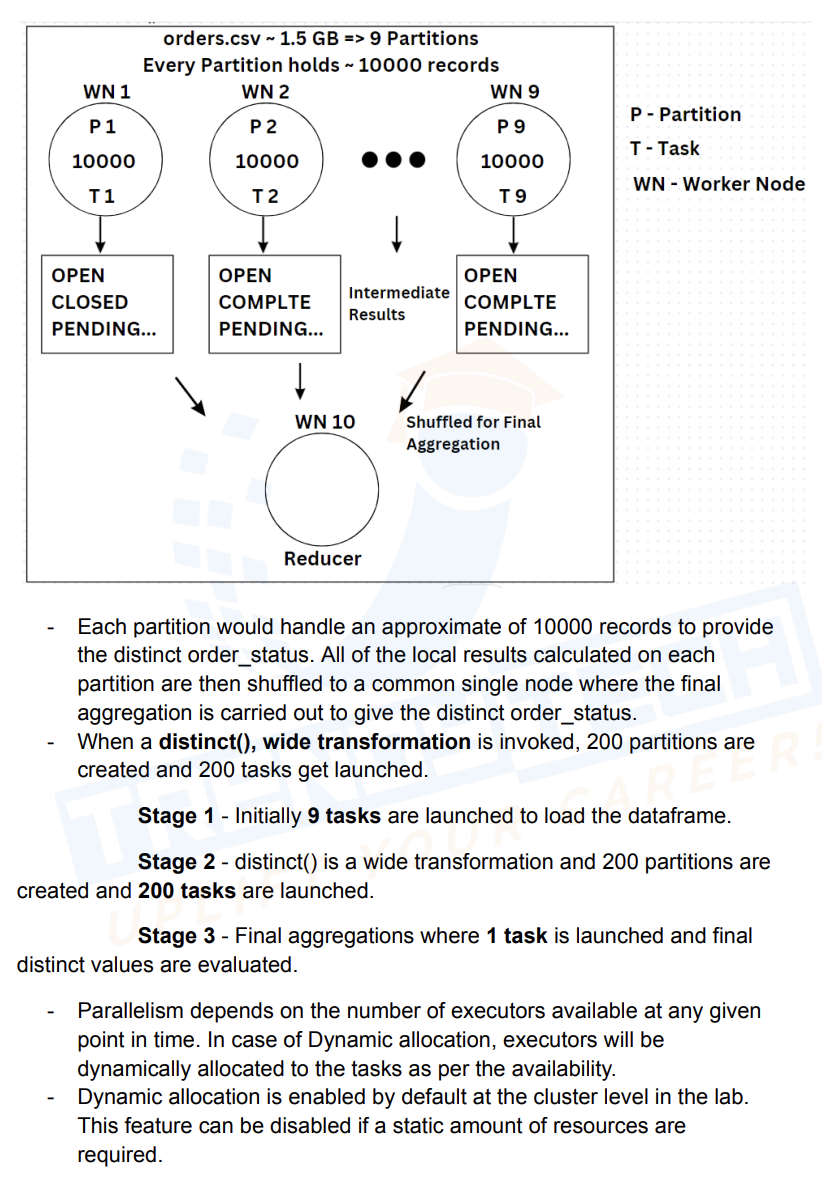 orders.csv ~ 1.5 GB => 9 Partitions
Every Partition holds ~ 10000 records
WN 1
WN 2
WN 9
P 1
10000
T 1
P 2
10000
T 2
P 9
10000
T 9
P - Partition
T - Task
WN - Worker Node
OPEN
CLOSED
PENDING...
OPEN
COMPLTE
PENDING...
Intermediate
Results
OPEN
COMPLTE
PENDING...
WN 10
Shuffled for Final
Aggregation
Reducer
- Each partition would handle an approximate of 10000 records to provide
the distinct order_status. All of the local results calculated on each
partition are then shuffled to a common single node where the final
aggregation is carried out to give the distinct order_status.
- When a distinct(), wide transformation is invoked, 200 partitions are
created and 200 tasks get launched.
Stage 1 - Initially 9 tasks are launched to load the dataframe.
Stage 2 - distinct() is a wide transformation and 200 partitions are
created and 200 tasks are launched.
Stage 3 - Final aggregations where 1 task is launched and final
distinct values are evaluated.
- Parallelism depends on the number of executors available at any given
point in time. In case of Dynamic allocation, executors will be
dynamically allocated to the tasks as per the availability.
- Dynamic allocation is enabled by default at the cluster level in the lab.
This feature can be disabled if a static amount of resources are
required.
TRENDYTECH
UPLIFT YOUR CAREER!